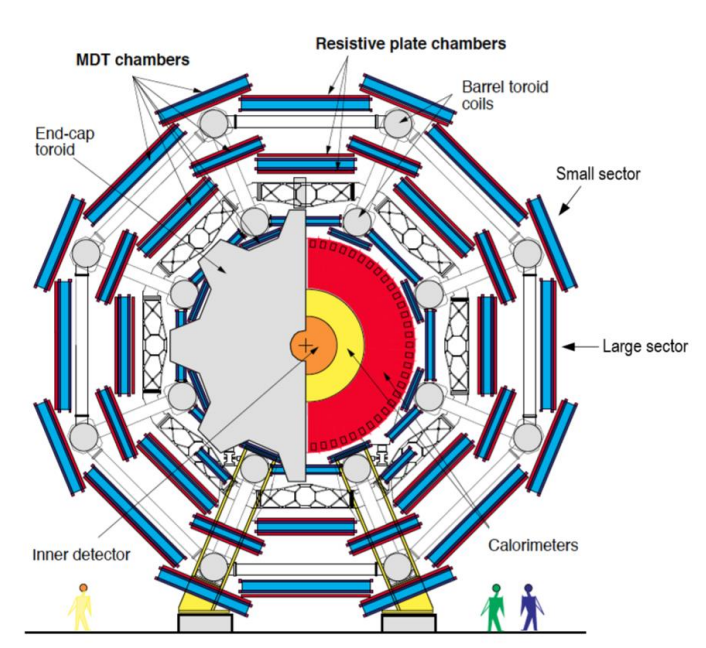 Resistive plate chambers
MDT chambers
Barrel toroid
coils
End-cap
toroid
Small sector
Large sector
Inner detector
Calorimeters